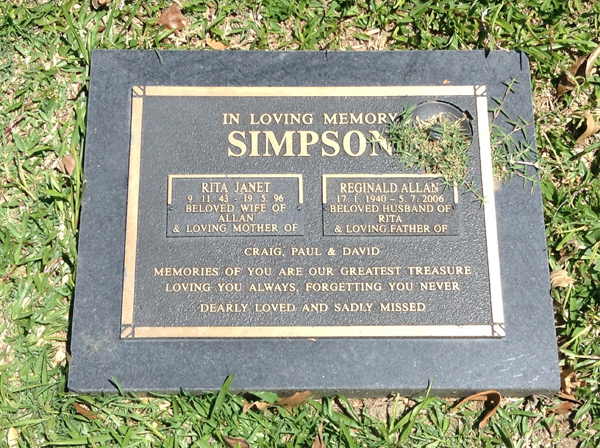 IN LOVING MEMORY
SIMPSON
RITA JANET
9. 11. 43 - 19. 5. 96
BELOVED WIFE OF
ALLAN
& LOVING MOTHER OF
REGINALD ALLAN
17. 1. 1940 - 5. 7. 2006
BELOVED HUSBAND OF
RITA
& LOVING FATHER OF
CRAIG, PAUL & DAVID
MEMORIES OF YOU ARE OUR GREATEST TREASURE
LOVING YOU ALWAYS, FORGETTING YOU NEVER
DEARLY LOVED AND SADLY MISSED